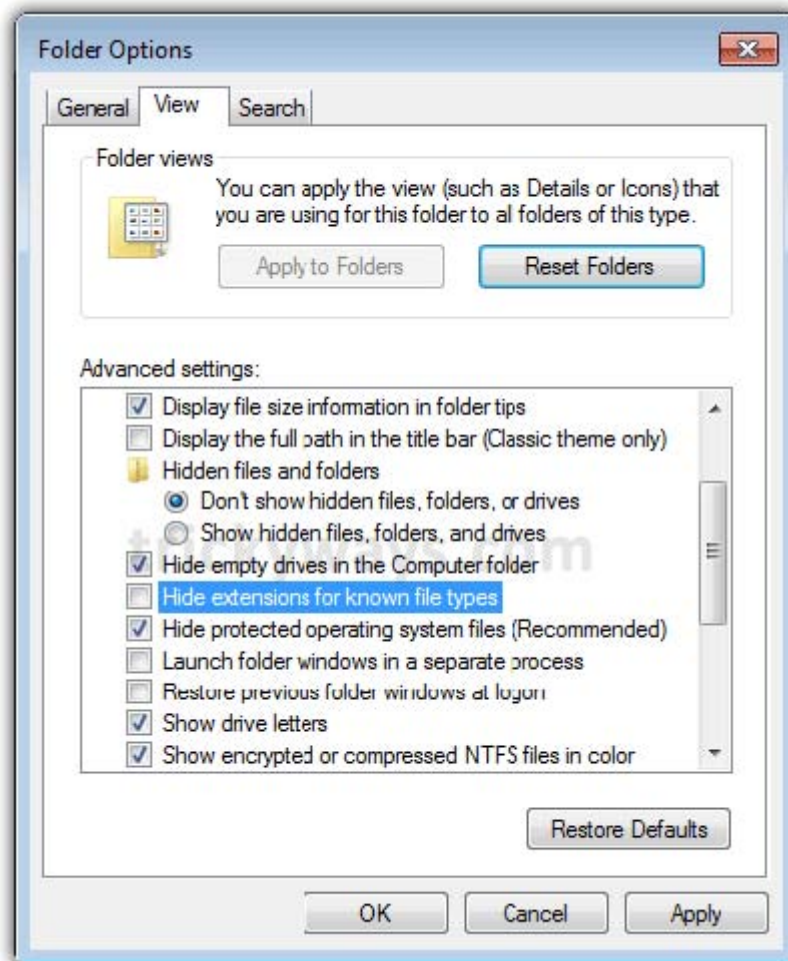 Folder Options
General View Search
Folder views
You can apply the view (such as Details or Icons) that
you are using for this folder to all folders of this type.
Apply to Folders Reset Folders
Advanced settings:
Display file size information in folder tips
Display the full path in the title bar (Classic theme only)
Hidden files and folders
Don't show hidden files, folders, or drives
Show hidden files, folders, and drives
trickyways.com
Hide empty drives in the Computer folder
Hide extensions for known file types
Hide protected operating system files (Recommended)
Launch folder windows in a separate process
Restore previous folder windows at logon
Show drive letters
Show encrypted or compressed NTFS files in color
Restore Defaults
OK Cancel Apply